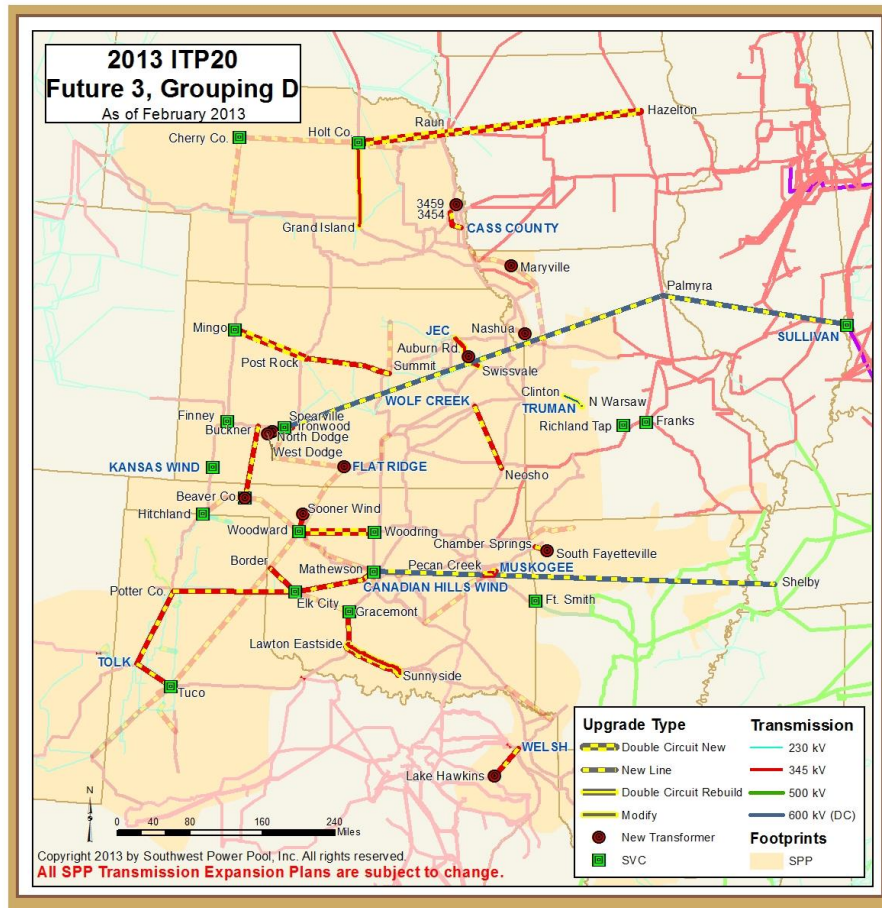 2013 ITP20
Future 3, Grouping D
As of February 2013
Cherry Co.
Holt Co.
Raun
Hazelton
3459
3454
CASS COUNTY
Grand Island
Maryville
Palmyra
Mingo
JEC
Nashua
SULLIVAN
Auburn Rd.
Post Rock
Summit
Swissvale
WOLF CREEK
Clinton
N Warsaw
TRUMAN
Finney
Spearville
Ironwood
Buckner
North Dodge
Richland Tap
Franks
West Dodge
KANSAS WIND
FLAT RIDGE
Neosho
Beaver Co.
Hitchland
Sooner Wind
Woodward
Woodring
Chamber Springs
South Fayetteville
Border
Mathewson
Pecan Creek
MUSKOGEE
Shelby
Potter Co.
CANADIAN HILLS WIND
Elk City
Gracemont
Ft. Smith
Lawton Eastside
TOLK
Sunnyside
Tuco
WELSH
Lake Hawkins
Upgrade Type
Double Circuit New
New Line
Double Circuit Rebuild
Modify
New Transformer
SVC
Transmission
230 kV
345 kV
500 kV
600 kV (DC)
Footprints
SPP
N
0 40 80 160 240
Miles
Copyright 2013 by Southwest Power Pool, Inc. All rights reserved.
All SPP Transmission Expansion Plans are subject to change.